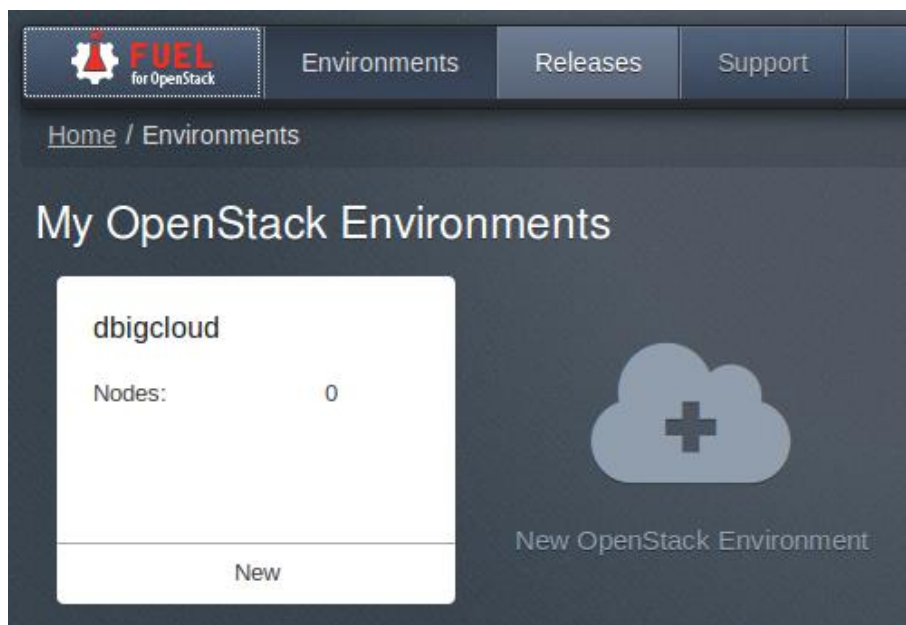 FUEL
for OpenStack
Environments
Releases
Support
Home / Environments
My OpenStack Environments
dbigcloud
Nodes: 0
New
New OpenStack Environment